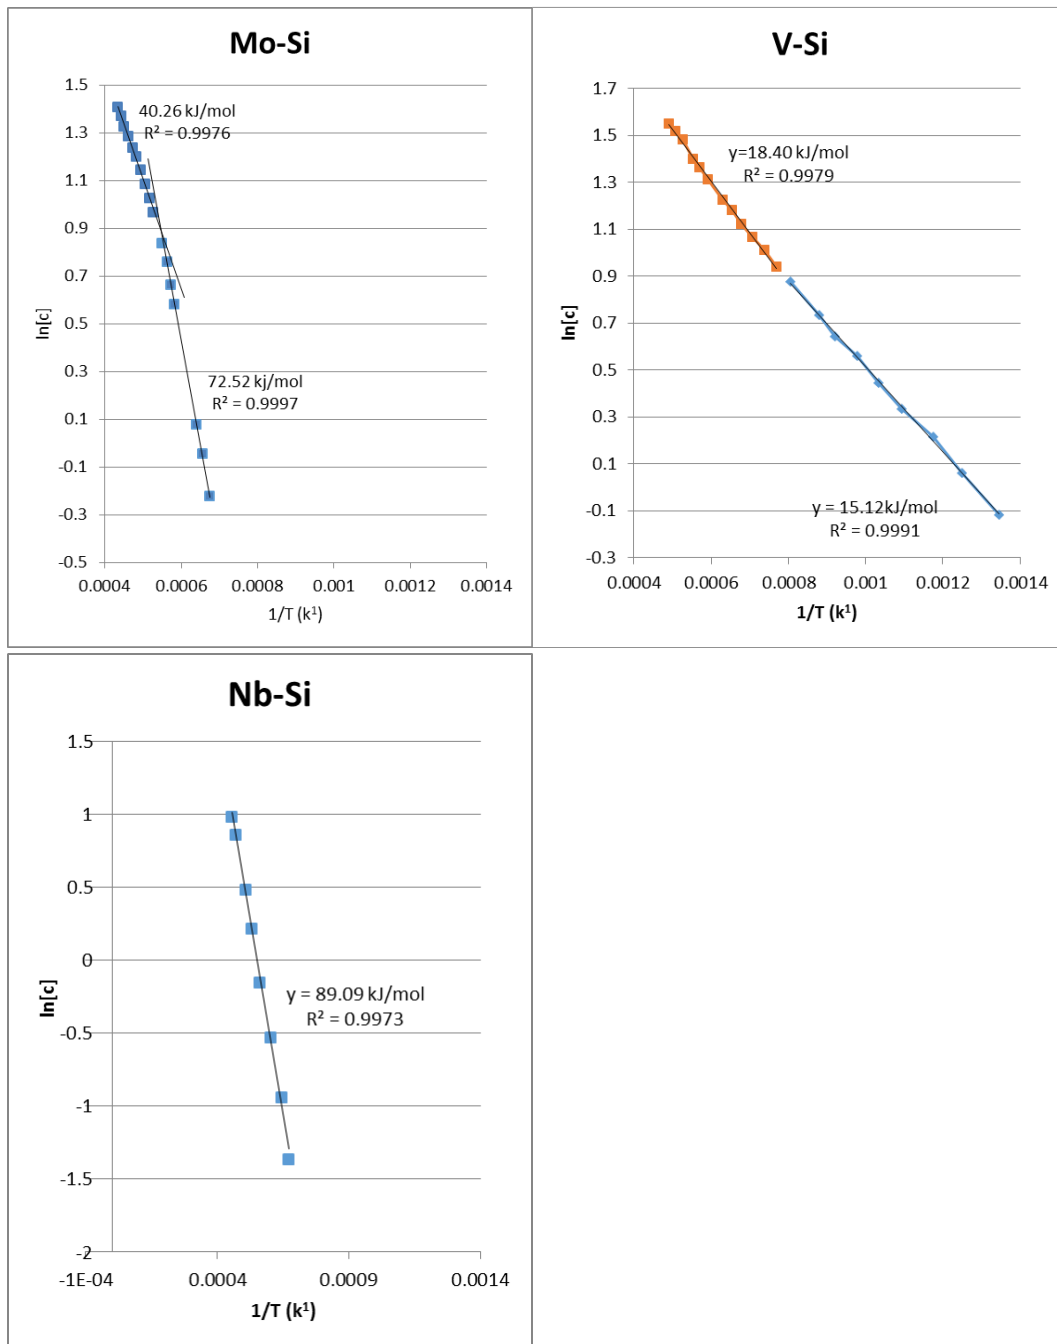 Mo-Si
1.5
1.3
1.1
0.9
0.7
0.5
0.3
0.1
-0.1
-0.3
-0.5
ln[c]
40.26 kJ/mol
R² = 0.9976
72.52 kj/mol
R² = 0.9997
0.0004
0.0006
0.0008
0.001
0.0012
0.0014
1/T (k¹)
V-Si
1.7
1.5
1.3
1.1
0.9
0.7
0.5
0.3
0.1
-0.1
-0.3
ln[c]
y=18.40 kJ/mol
R² = 0.9979
y = 15.12kJ/mol
R² = 0.9991
0.0004
0.0006
0.0008
0.001
0.0012
0.0014
1/T (k¹)
Nb-Si
1.5
1
0.5
0
-0.5
-1
-1.5
-2
ln[c]
y = 89.09 kJ/mol
R² = 0.9973
-1E-04
0.0004
0.0009
0.0014
1/T (k¹)